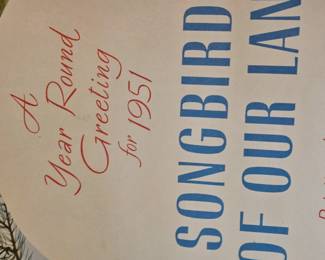 A
Year Round
Greeting
for 1951
SONGBIRD
OF OUR LAN